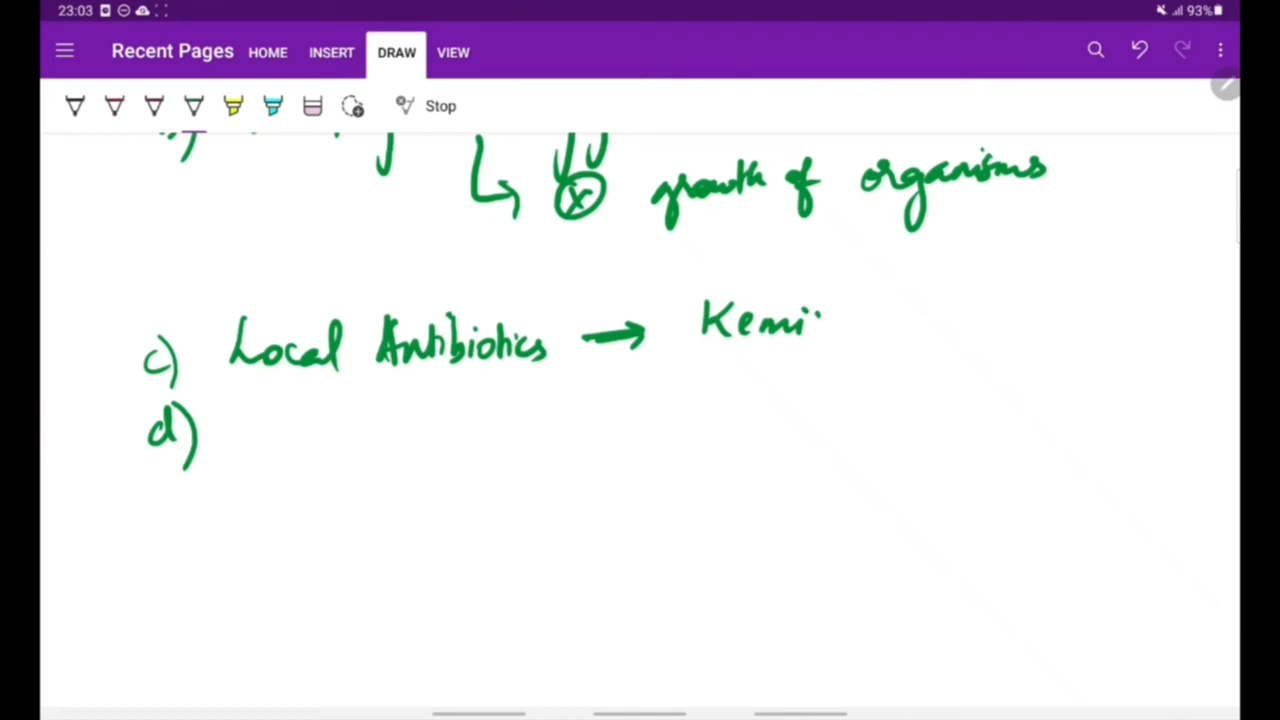 23:03 93%
Recent Pages HOME INSERT DRAW VIEW
Stop
growth of organisms
c) Local Antibiotics → Kemi
d)